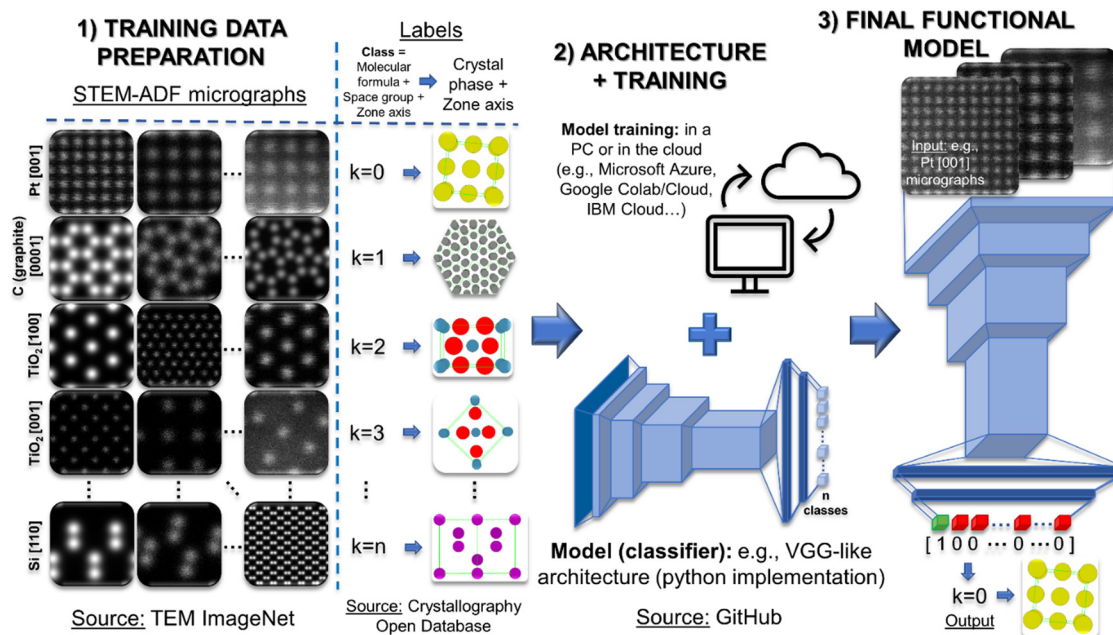 1) TRAINING DATA
PREPARATION
STEM-ADF micrographs
Pt [001]
C (graphite)
[0001]
TiO₂ [100]
TiO₂ [001]
Si [110]
Source: TEM ImageNet
Labels
Class =
Molecular
formula +
Space group +
Zone axis
Crystal
phase +
Zone axis
k=0
k=1
k=2
k=3
k=n
Source: Crystallography
Open Database
2) ARCHITECTURE
+ TRAINING
Model training: in a
PC or in the cloud
(e.g., Microsoft Azure,
Google Colab/Cloud,
IBM Cloud…)
n
classes
Model (classifier): e.g., VGG-like
architecture (python implementation)
Source: GitHub
3) FINAL FUNCTIONAL
MODEL
Input: e.g.,
Pt [001]
micrographs
[ 1 0 0 ... 0 ... 0 ]
k=0
Output